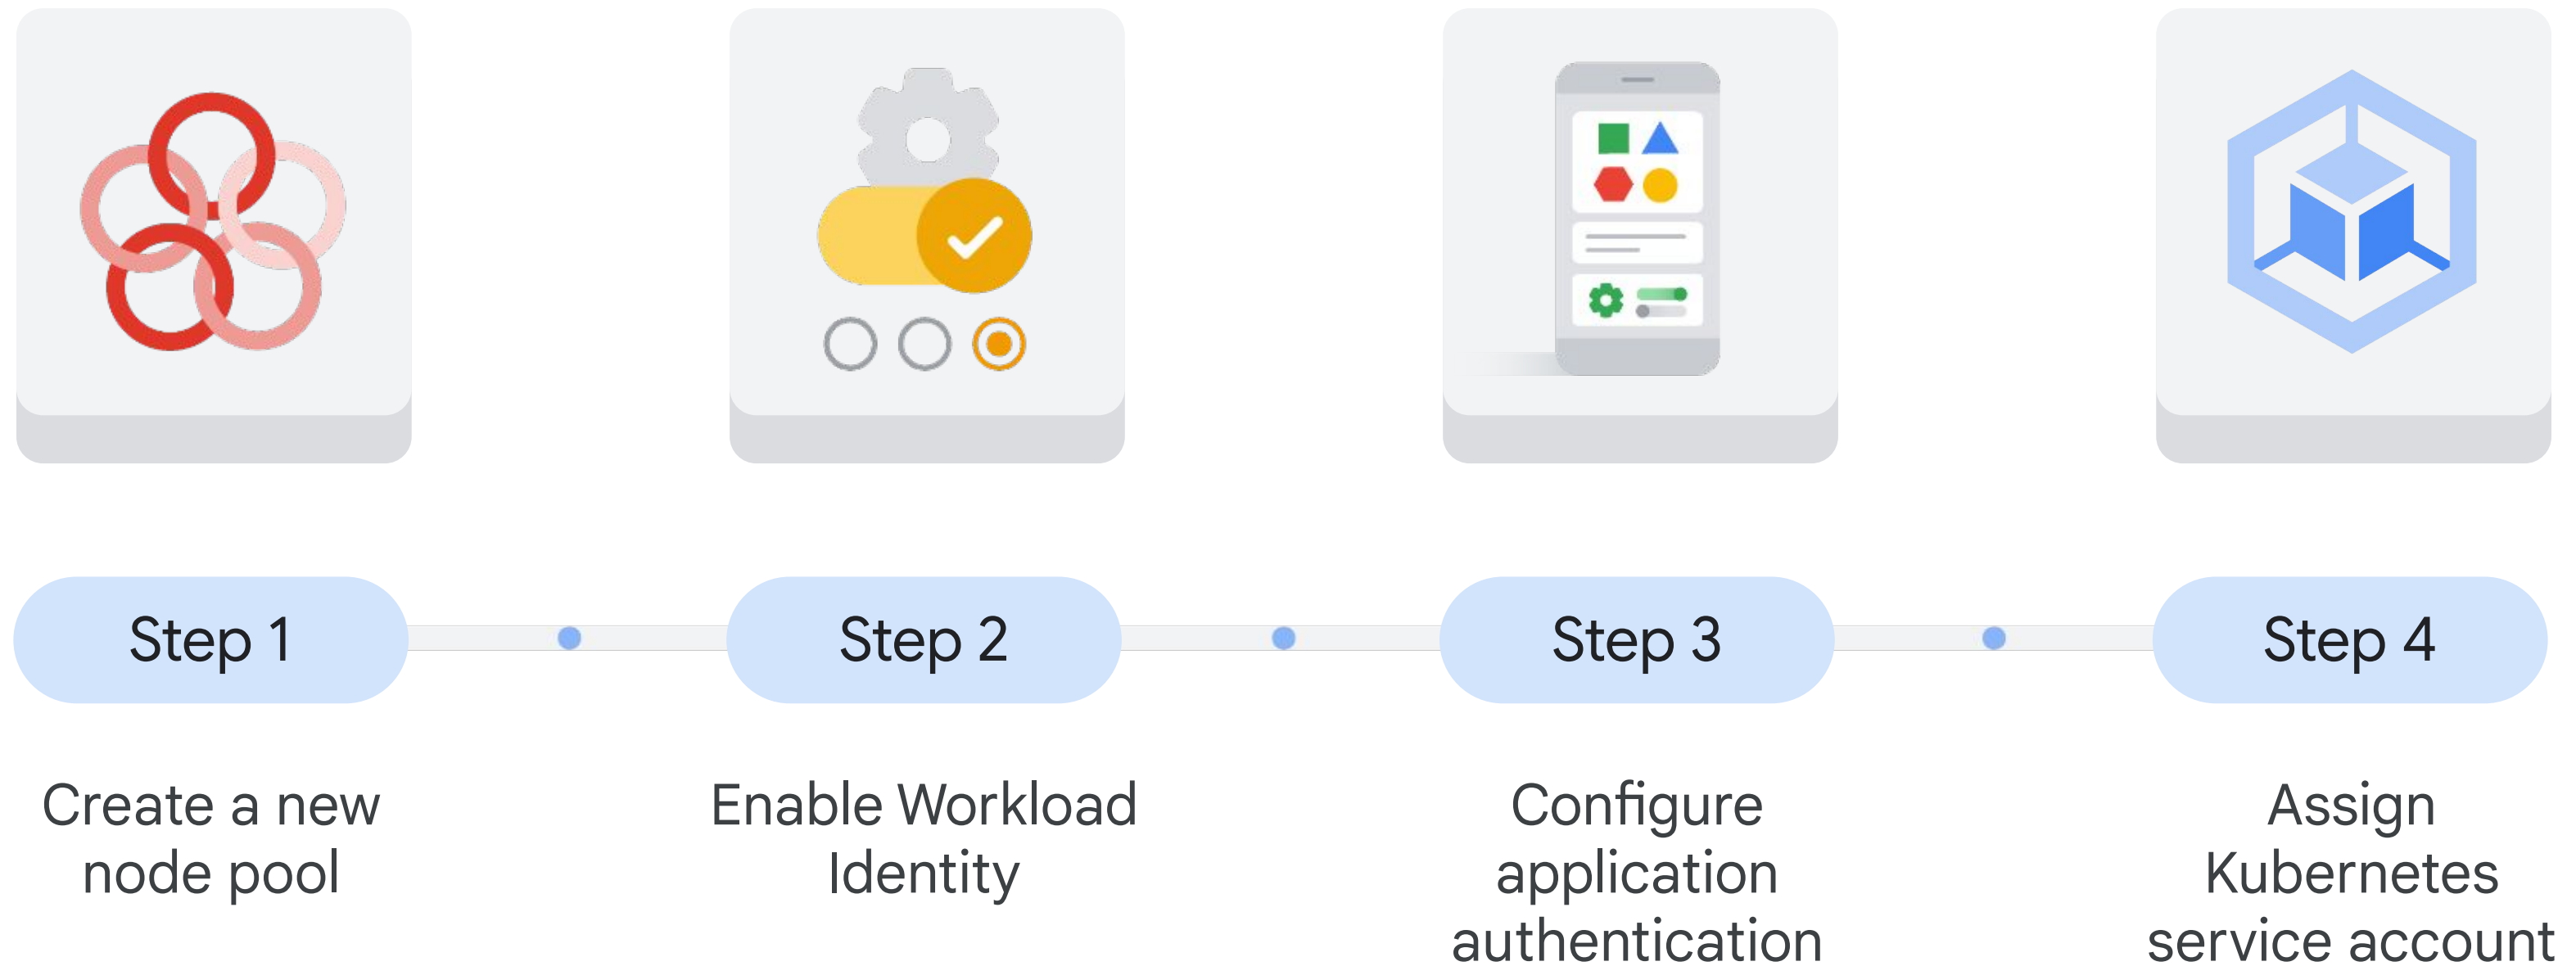 Step 1
Step 2
Step 3
Step 4
Create a new
node pool
Enable Workload
Identity
Configure
application
authentication
Assign
Kubernetes
service account